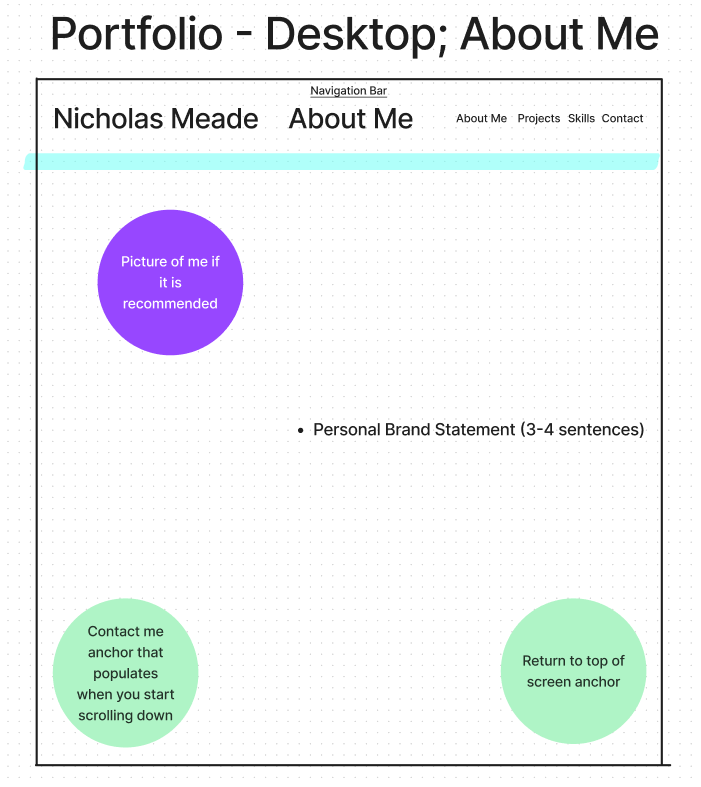 Portfolio - Desktop; About Me
Navigation Bar
Nicholas Meade About Me About Me Projects Skills Contact
Picture of me if
it is
recommended
• Personal Brand Statement (3-4 sentences)
Contact me
anchor that
populates
when you start
scrolling down
Return to top of
screen anchor